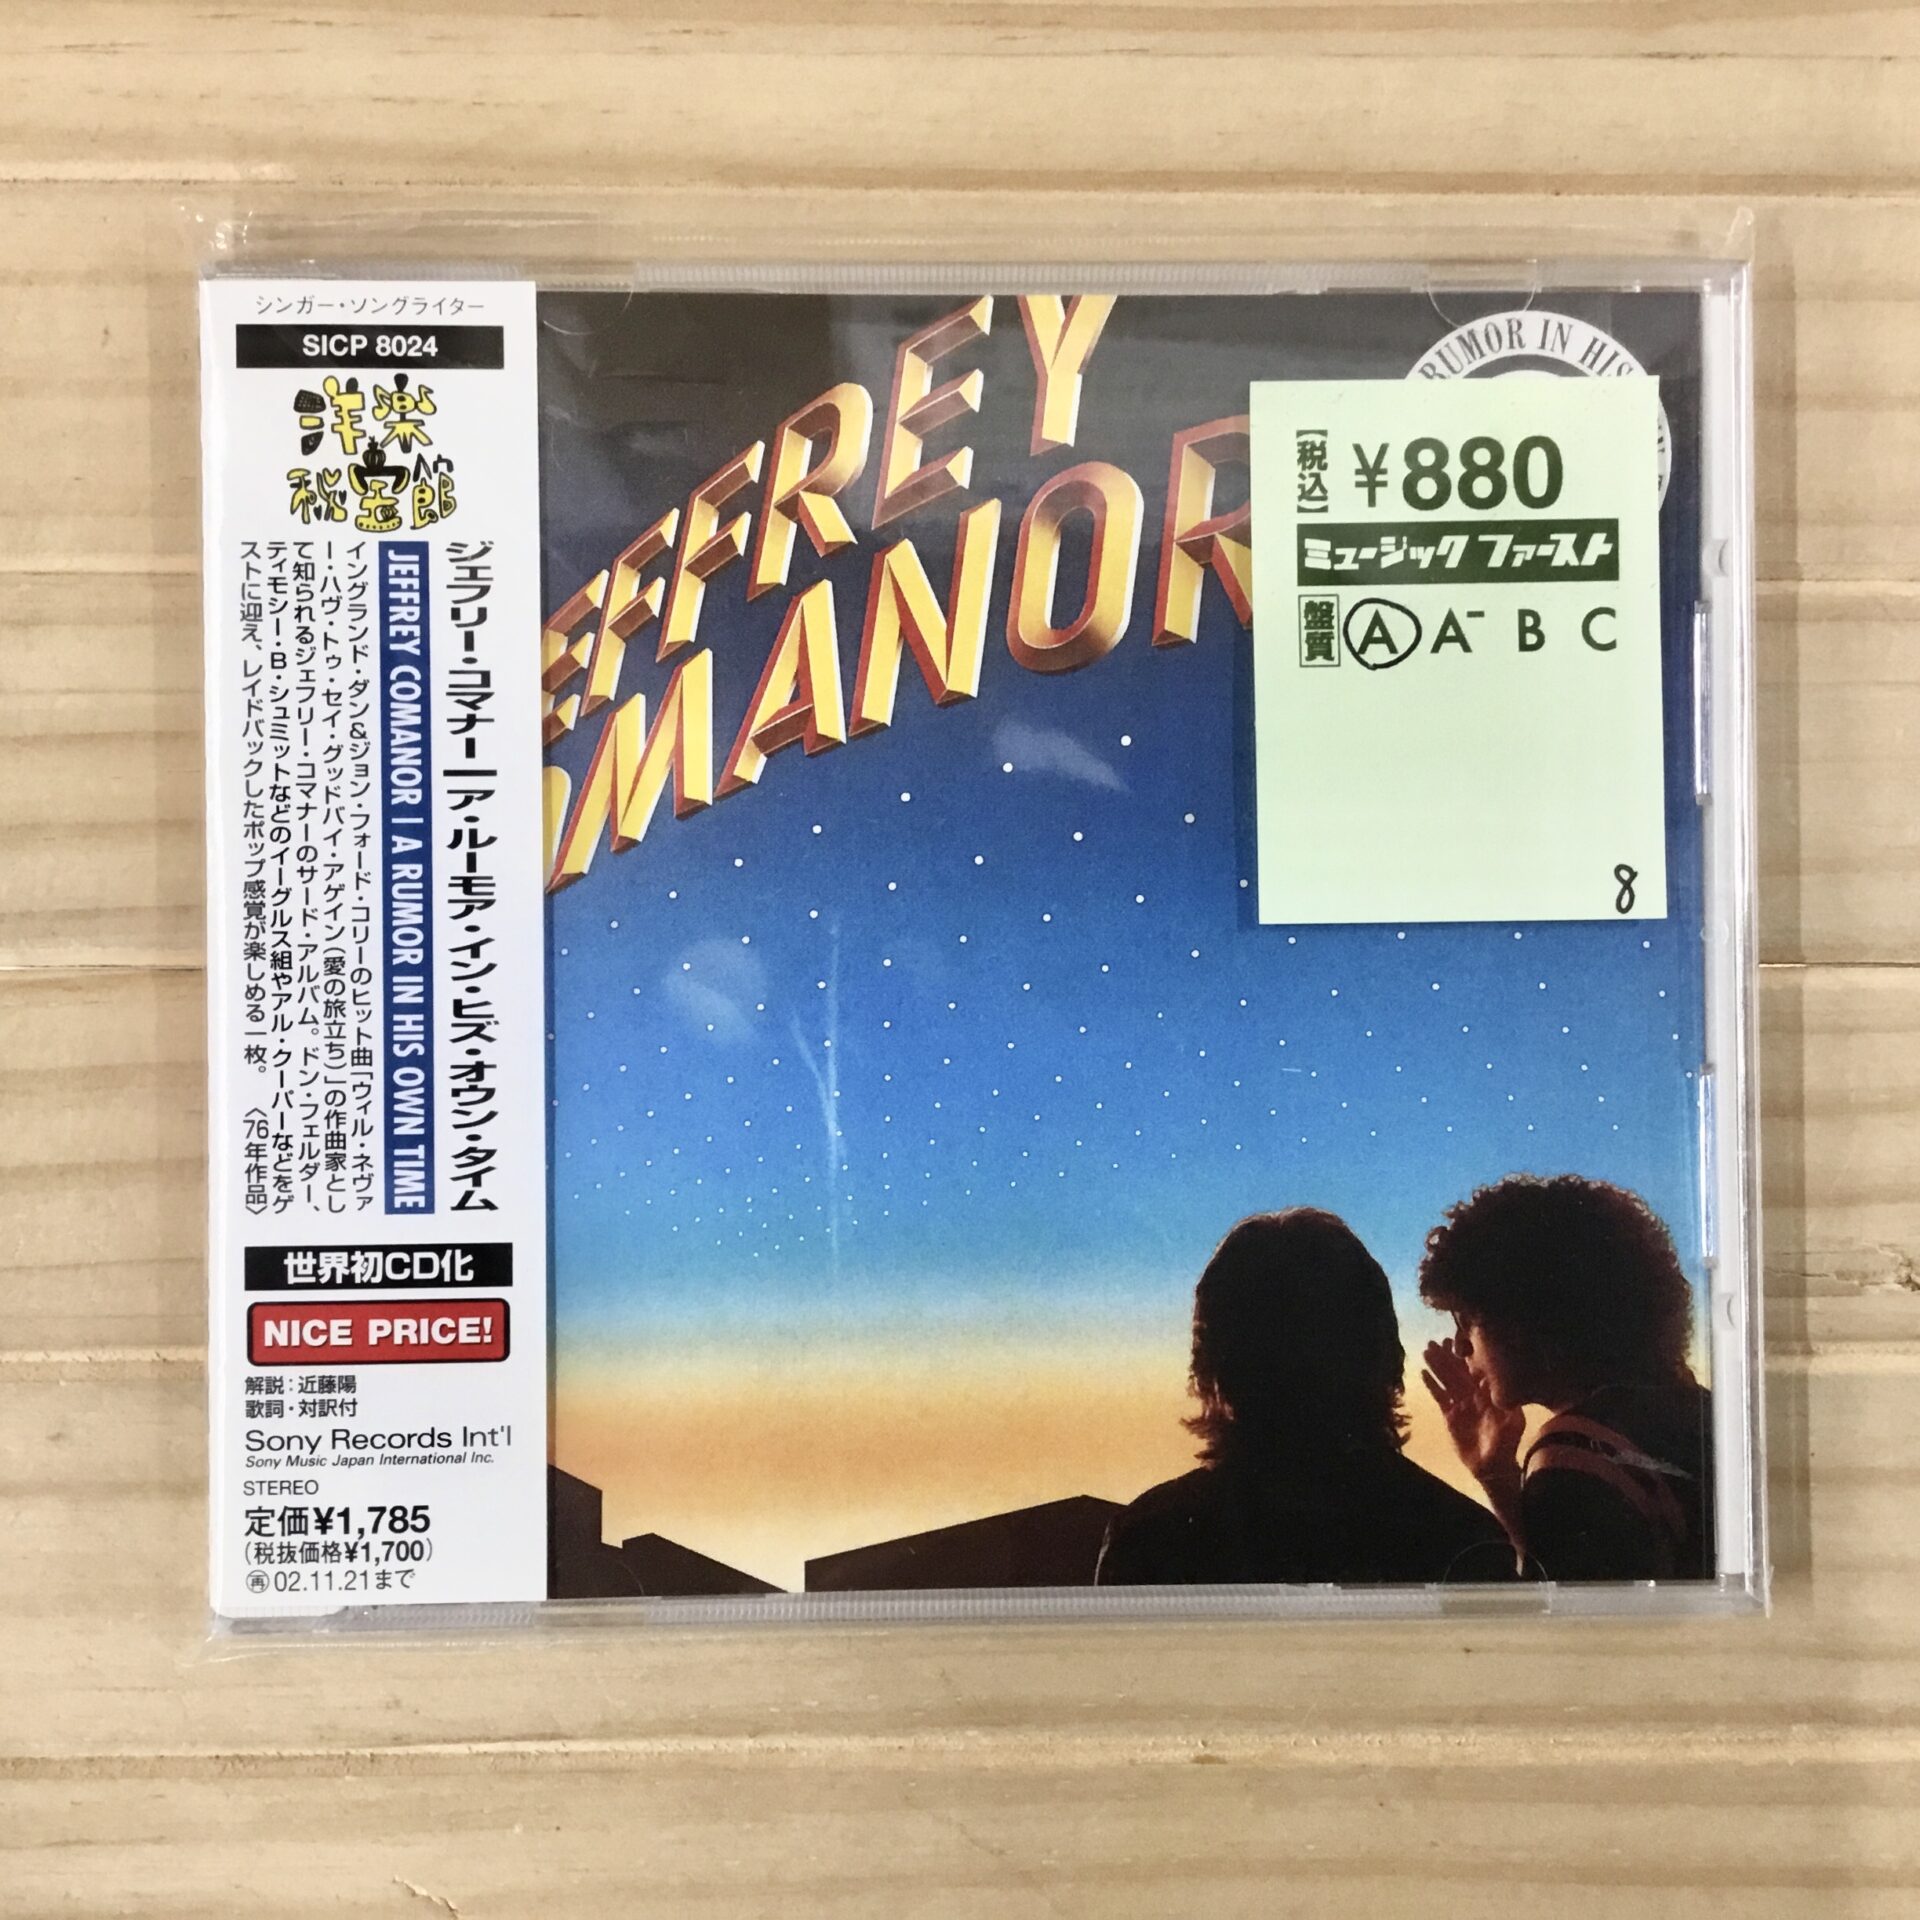 シンガー・ソングライター
SICP 8024
洋楽
秘宝館
ジェフリー・コマナー|ア・ルーモア・イン・ヒズ・オウン・タイム
JEFFREY COMANOR | A RUMOR IN HIS OWN TIME
イングランド・ダン&ジョン・フォード・コリーのヒット曲「ウィル・ネヴァ
ー・ハヴ・トゥ・セイ・グッドバイ・アゲイン(愛の旅立ち)」の作曲家とし
て知られるジェフリー・コマナーのサード・アルバム。ドン・フェルダー、
ティモシー・B・シュミットなどのイーグルス組やアル・クーパーなどをゲ
ストに迎え、レイドバックしたポップ感覚が楽しめる一枚。 〈76年作品〉
世界初CD化
NICE PRICE!
解説:近藤陽
歌詞・対訳付
Sony Records Int'l
Sony Music Japan International Inc.
STEREO
定価¥1,785
(税抜価格¥1,700)
再 02.11.21まで
EFFREY
OMANOR
RUMOR IN HIS
【税込】 ¥880
ミュージック ファースト
盤質 A A⁻ B C
8